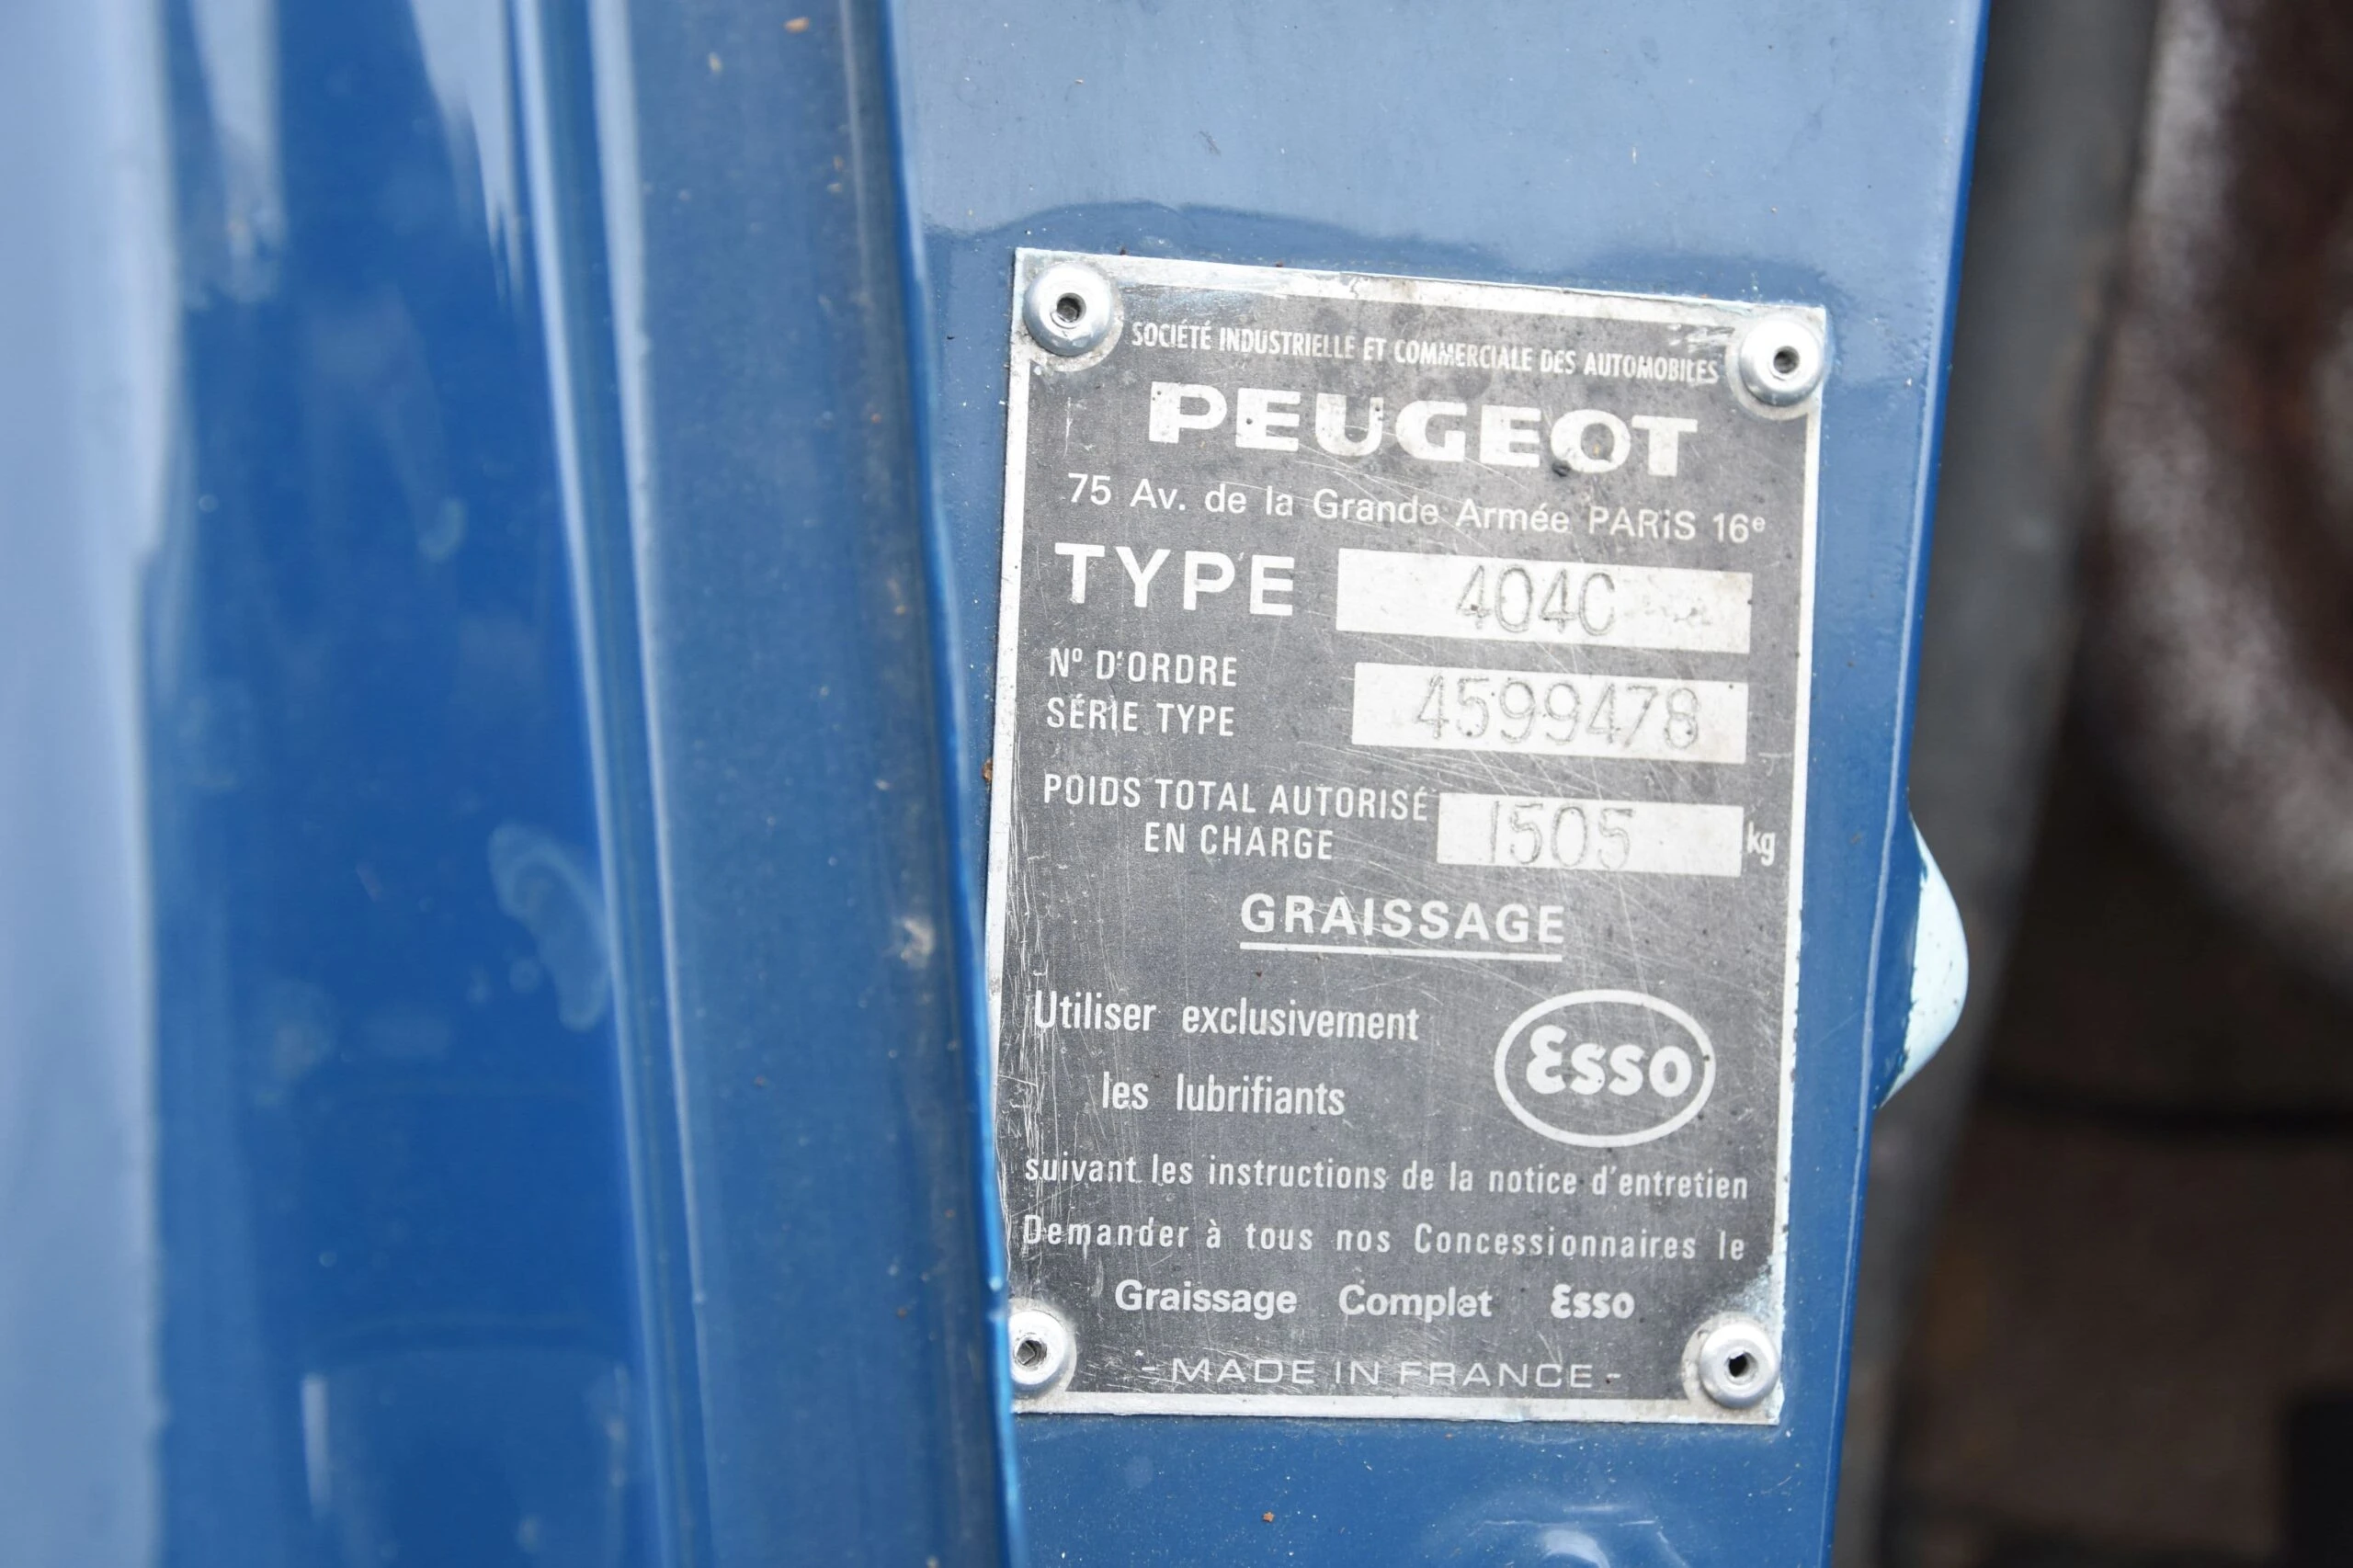 SOCIÉTÉ INDUSTRIELLE ET COMMERCIALE DES AUTOMOBILES
PEUGEOT
75 Av. de la Grande Armée PARiS 16e
TYPE 404C
Nº D'ORDRE
SÉRIE TYPE 4599478
POIDS TOTAL AUTORISÉ
EN CHARGE 1505 kg
GRAISSAGE
Utiliser exclusivement
les lubrifiants
Esso
suivant les instructions de la notice d'entretien
Demander à tous nos Concessionnaires le
Graissage Complet Esso
- MADE IN FRANCE -